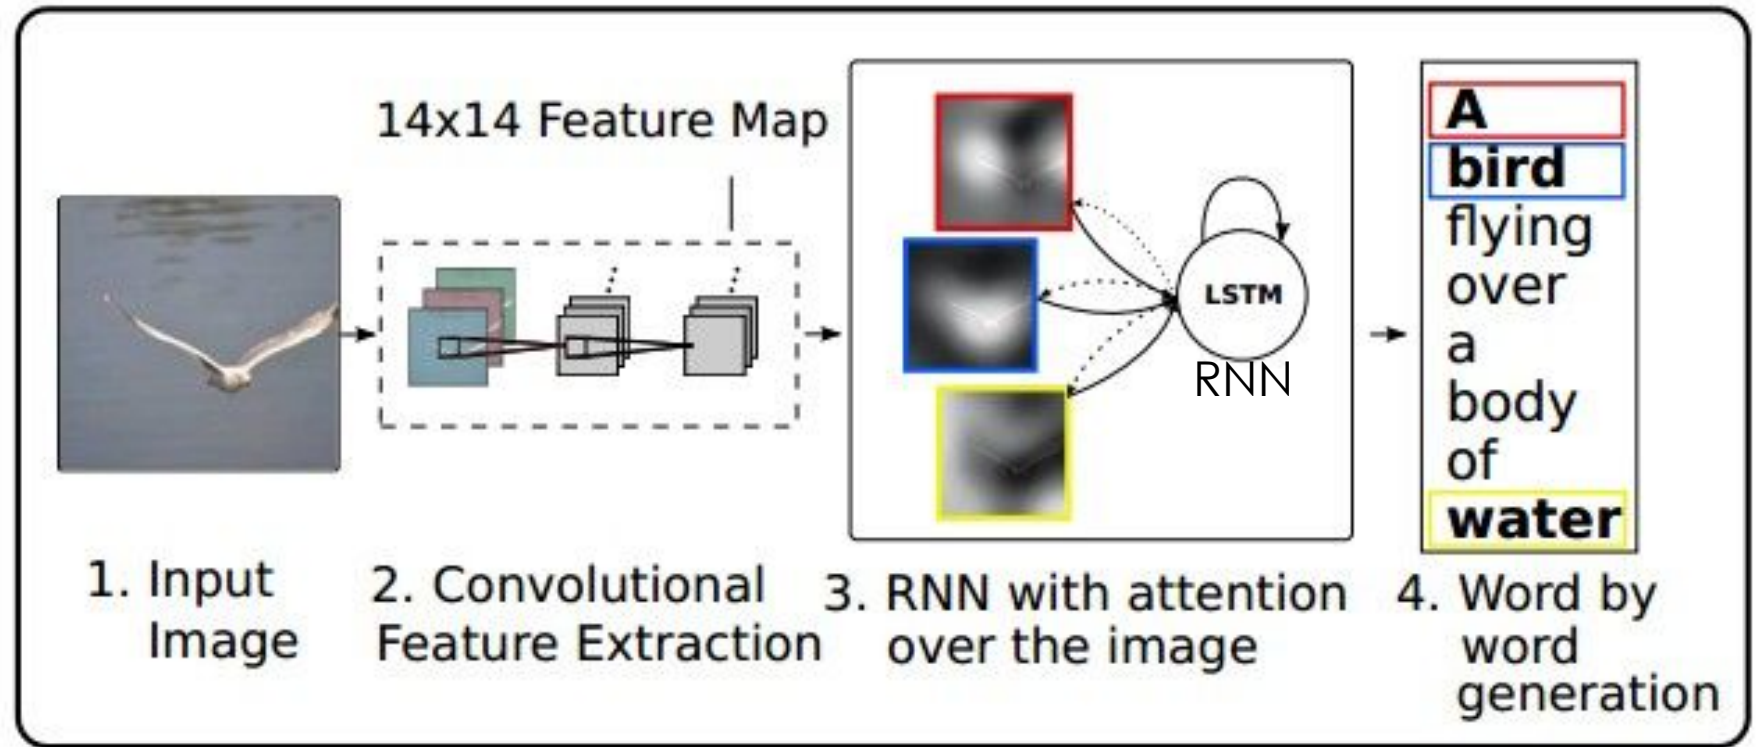 14x14 Feature Map
LSTM
RNN
A
bird
flying
over
a
body
of
water
1. Input
Image
2. Convolutional
Feature Extraction
3. RNN with attention
over the image
4. Word by
word
generation